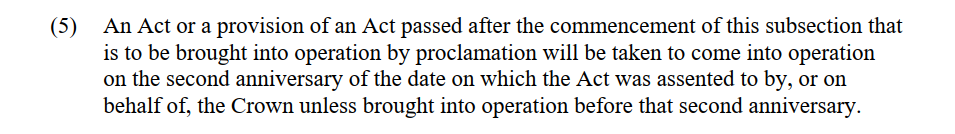 (5) An Act or a provision of an Act passed after the commencement of this subsection that
is to be brought into operation by proclamation will be taken to come into operation
on the second anniversary of the date on which the Act was assented to by, or on
behalf of, the Crown unless brought into operation before that second anniversary.